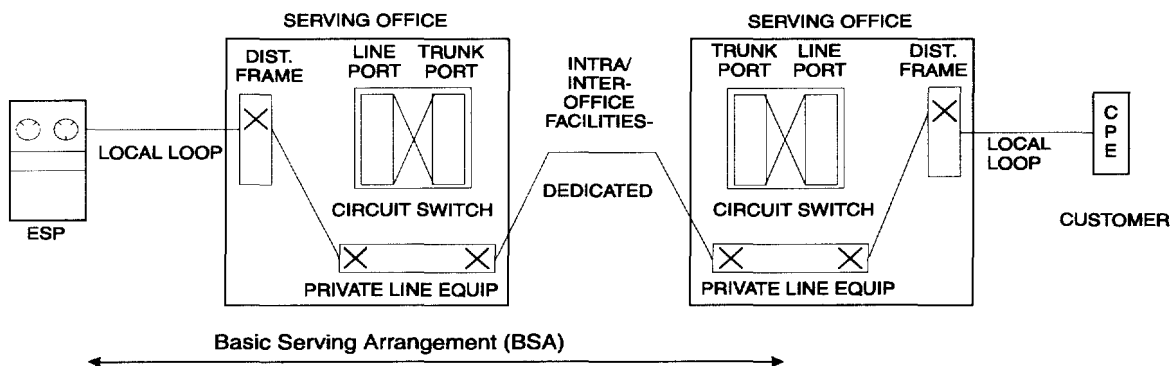 SERVING OFFICE
SERVING OFFICE
DIST.
FRAME
LINE
PORT
TRUNK
PORT
INTRA/
INTER-
OFFICE
FACILITIES-
TRUNK
PORT
LINE
PORT
DIST.
FRAME
C
P
E
LOCAL LOOP
LOCAL
LOOP
DEDICATED
CIRCUIT SWITCH
CIRCUIT SWITCH
ESP
CUSTOMER
PRIVATE LINE EQUIP
PRIVATE LINE EQUIP
Basic Serving Arrangement (BSA)